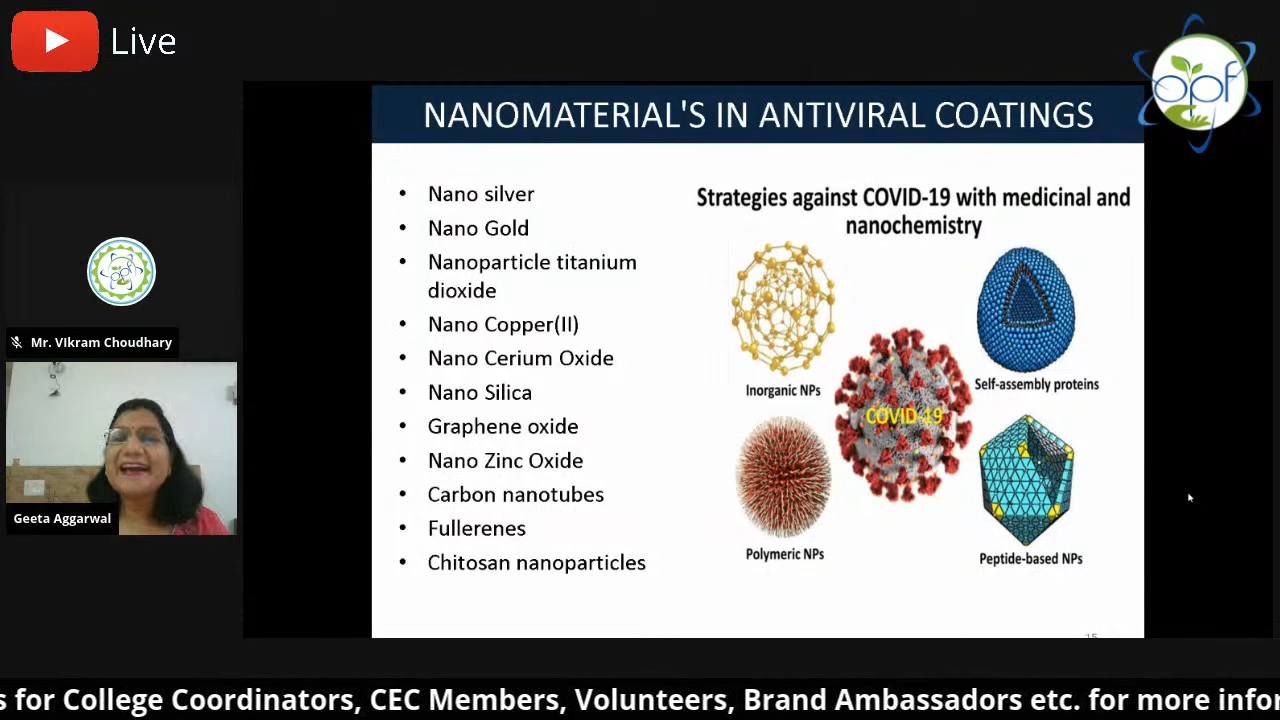 Live
opf
NANOMATERIAL'S IN ANTIVIRAL COATINGS
• Nano silver
• Nano Gold
• Nanoparticle titanium
dioxide
• Nano Copper(II)
• Nano Cerium Oxide
• Nano Silica
• Graphene oxide
• Nano Zinc Oxide
• Carbon nanotubes
• Fullerenes
• Chitosan nanoparticles
Strategies against COVID-19 with medicinal and
nanochemistry
Inorganic NPs
Self-assembly proteins
COVID-19
Polymeric NPs
Peptide-based NPs
15
Mr. VIkram Choudhary
Geeta Aggarwal
s for College Coordinators, CEC Members, Volunteers, Brand Ambassadors etc. for more infor